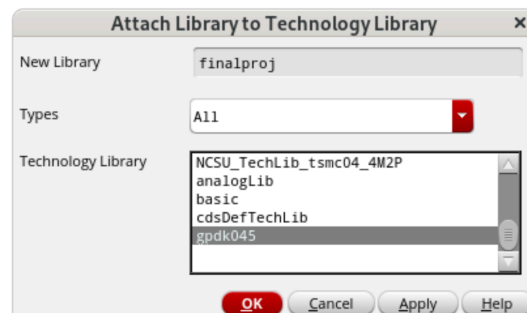 Attach Library to Technology Library ×
New Library finalproj
Types All
Technology Library NCSU_TechLib_tsmc04_4M2P
analogLib
basic
cdsDefTechLib
gpdk045
OK Cancel Apply Help